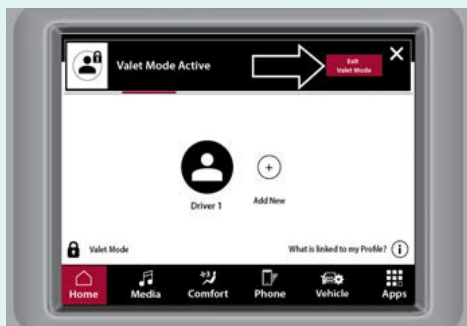 Valet Mode Active
Exit
Valet Mode
Driver 1
Add New
Valet Mode
What is linked to my Profile?
Home
Media
Comfort
Phone
Vehicle
Apps